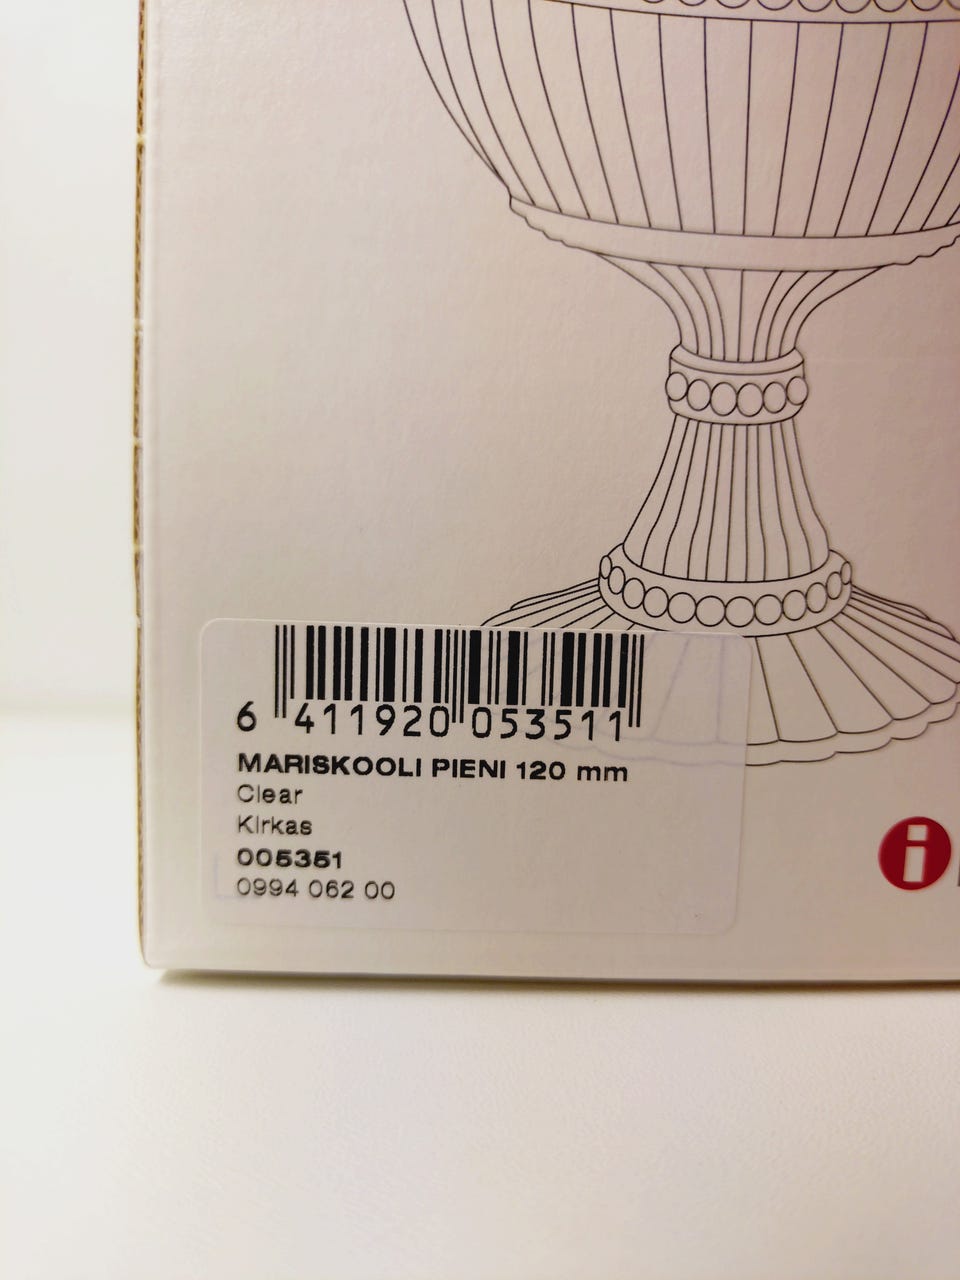 6 411920 053511
MARISKOOLI PIENI 120 mm
Clear
Kirkas
005351
0994 062 00
i